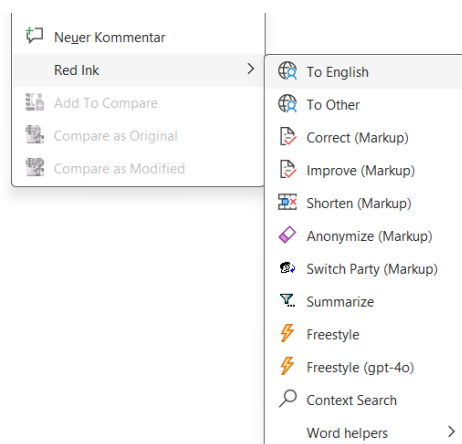 Neuer Kommentar
Red Ink
Add To Compare
Compare as Original
Compare as Modified
To English
To Other
Correct (Markup)
Improve (Markup)
Shorten (Markup)
Anonymize (Markup)
Switch Party (Markup)
Summarize
Freestyle
Freestyle (gpt-4o)
Context Search
Word helpers